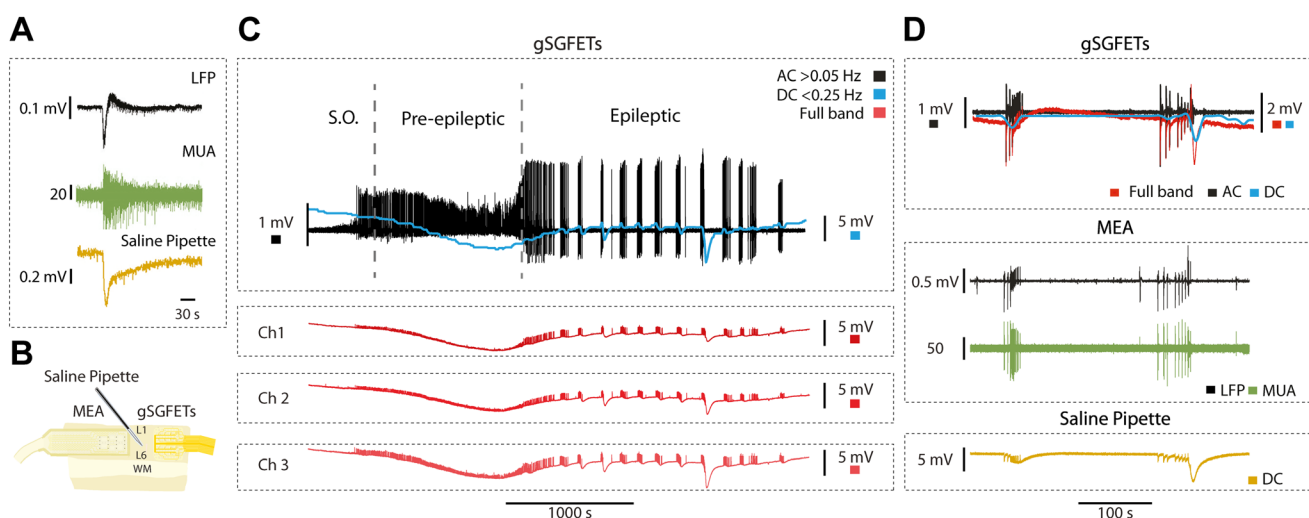 A
LFP
0.1 mV
MUA
20
Saline Pipette
0.2 mV
30 s
B
Saline Pipette
MEA
gSGFETs
L1
L6
WM
C
gSGFETs
AC >0.05 Hz
DC <0.25 Hz
Full band
S.O.
Pre-epileptic
Epileptic
1 mV
5 mV
Ch1
5 mV
Ch 2
5 mV
Ch 3
5 mV
1000 s
D
gSGFETs
1 mV
2 mV
Full band
AC
DC
MEA
0.5 mV
50
LFP
MUA
Saline Pipette
5 mV
DC
100 s